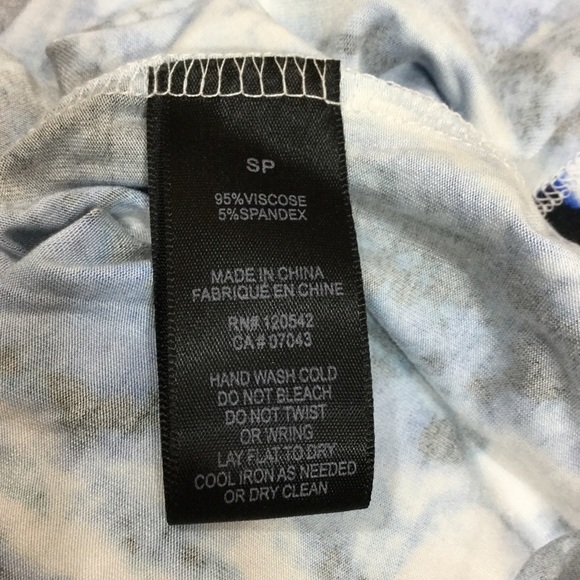 SP
95%VISCOSE
5%SPANDEX
MADE IN CHINA
FABRIQUÉ EN CHINE
RN# 120542
CA # 07043
HAND WASH COLD
DO NOT BLEACH
DO NOT TWIST
OR WRING
LAY FLAT TO DRY
COOL IRON AS NEEDED
OR DRY CLEAN